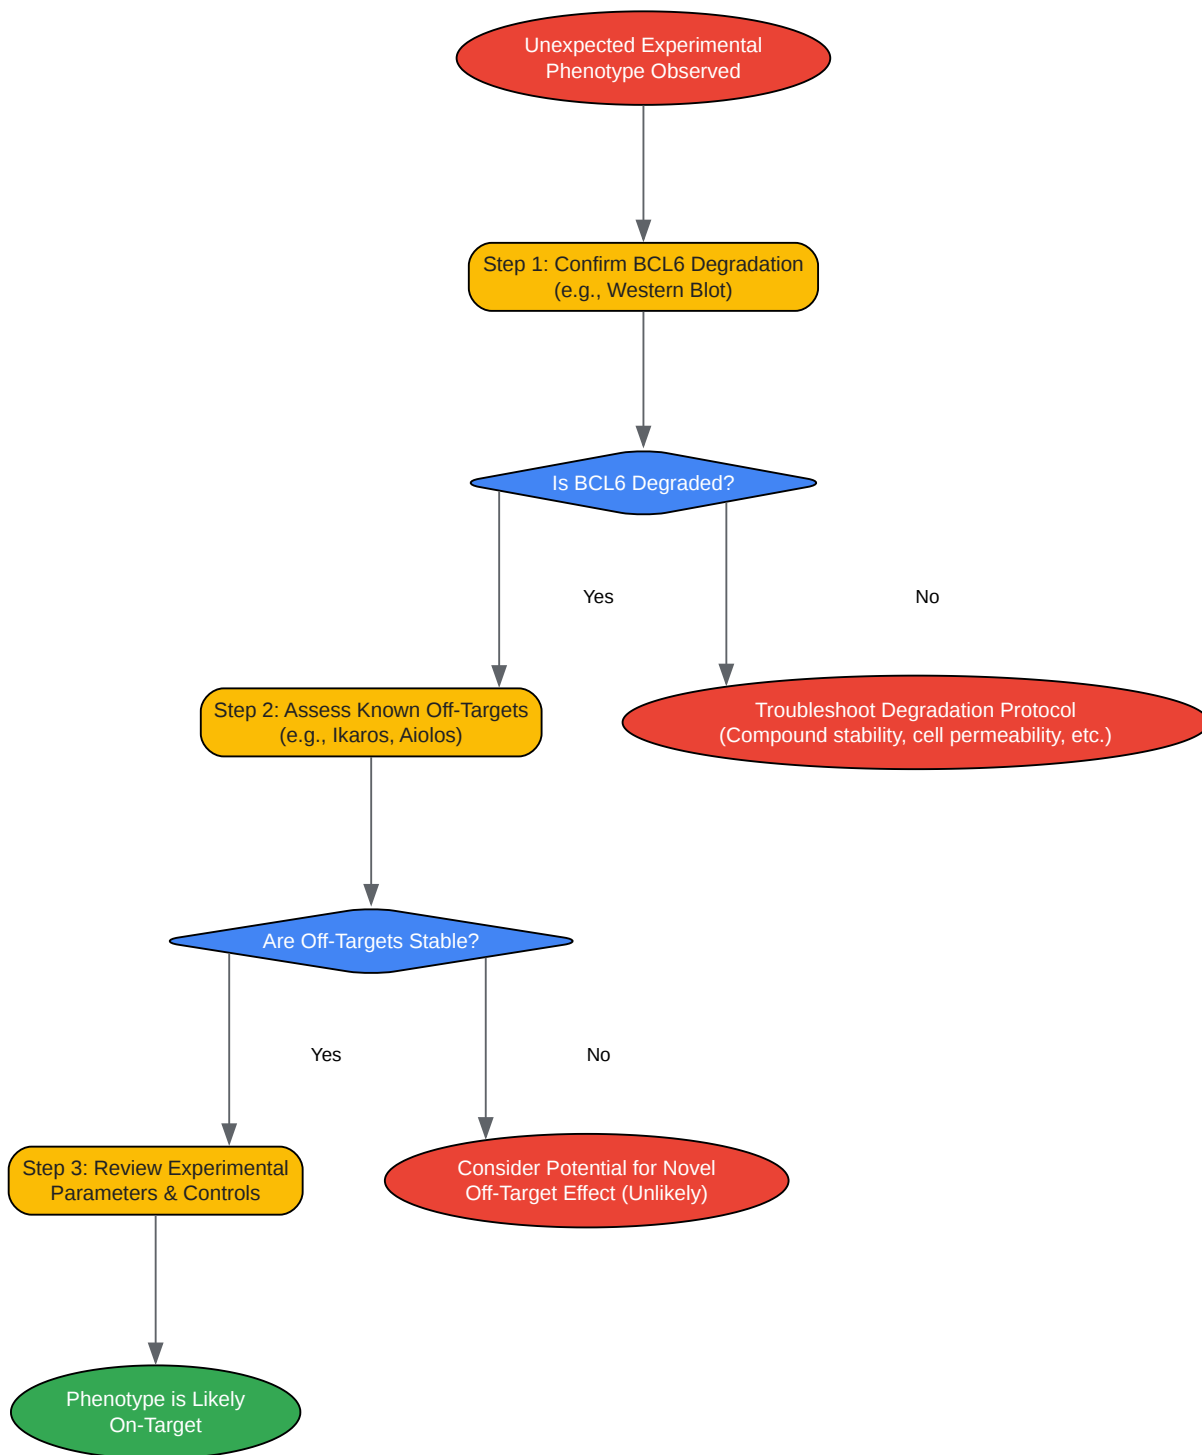 Unexpected Experimental
Phenotype Observed
Step 1: Confirm BCL6 Degradation
(e.g., Western Blot)
Is BCL6 Degraded?
Yes
No
Step 2: Assess Known Off-Targets
(e.g., Ikaros, Aiolos)
Troubleshoot Degradation Protocol
(Compound stability, cell permeability, etc.)
Are Off-Targets Stable?
Yes
No
Step 3: Review Experimental
Parameters & Controls
Consider Potential for Novel
Off-Target Effect (Unlikely)
Phenotype is Likely
On-Target